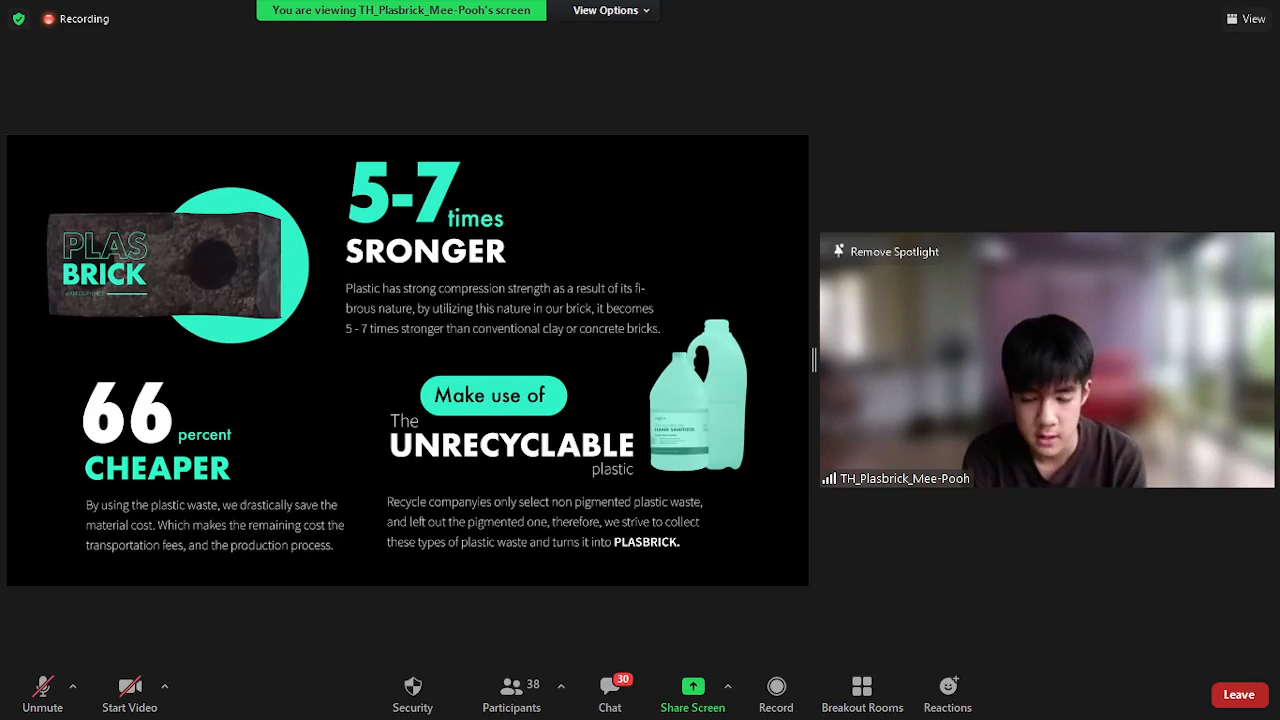 Recording
You are viewing TH_Plasbrick_Mee-Pooh's screen
View Options
View
PLAS
BRICK
5-7
times
SRONGER
Plastic has strong compression strength as a result of its fi-
brous nature, by utilizing this nature in our brick, it becomes
5 - 7 times stronger than conventional clay or concrete bricks.
66
percent
CHEAPER
By using the plastic waste, we drastically save the
material cost. Which makes the remaining cost the
transportation fees, and the production process.
Make use of
The
UNRECYCLABLE
plastic
HAND SANITIZER
Recycle companyies only select non pigmented plastic waste,
and left out the pigmented one, therefore, we strive to collect
these types of plastic waste and turns it into PLASBRICK.
Remove Spotlight
TH_Plasbrick_Mee-Pooh
Unmute
Start Video
Security
38
Participants
30
Chat
Share Screen
Record
Breakout Rooms
Reactions
Leave